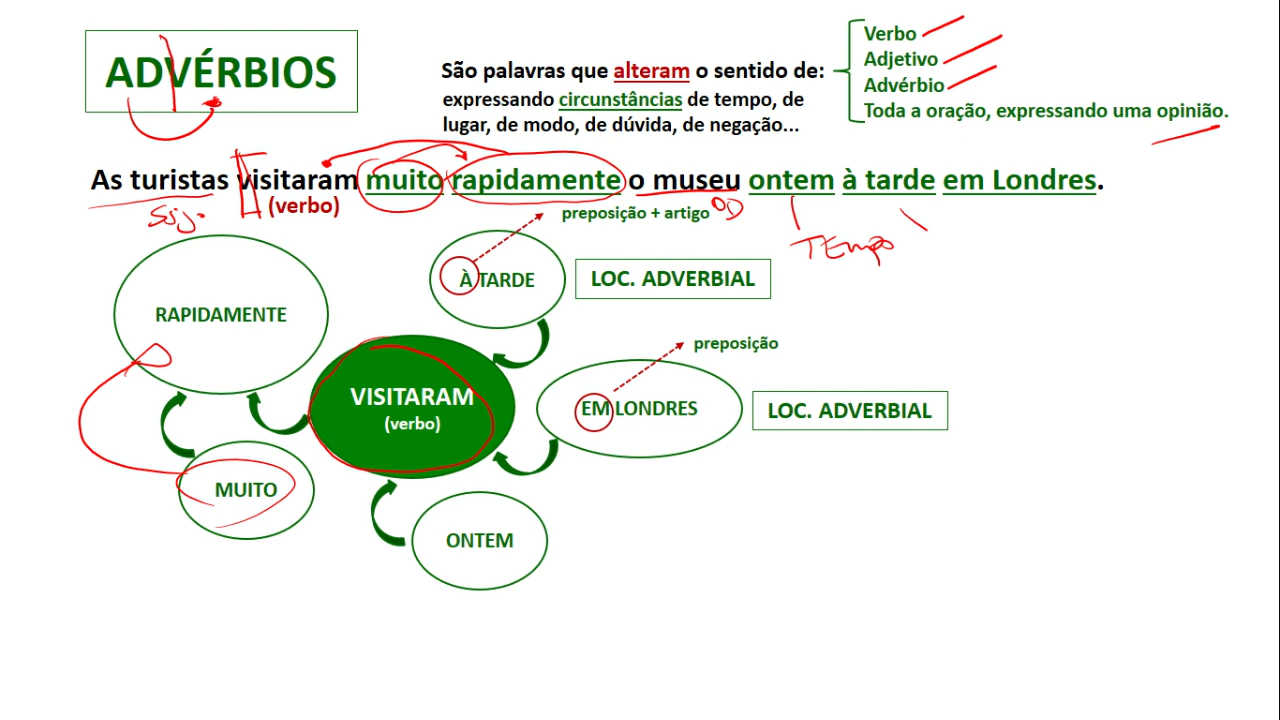 ADVÉRBIOS
São palavras que alteram o sentido de:
expressando circunstâncias de tempo, de
lugar, de modo, de dúvida, de negação...
Verbo
Adjetivo
Advérbio
Toda a oração, expressando uma opinião.
As turistas visitaram muito rapidamente o museu ontem à tarde em Londres.
Suj.
(verbo)
preposição + artigo
OD
Tempo
À TARDE
LOC. ADVERBIAL
RAPIDAMENTE
preposição
VISITARAM
(verbo)
EM LONDRES
LOC. ADVERBIAL
MUITO
ONTEM